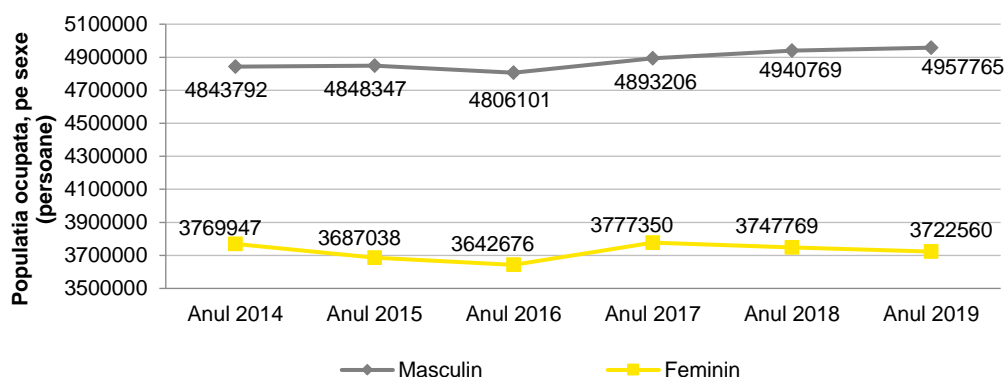 Populatia ocupata, pe sexe
(persoane)
5100000
4900000
4700000
4500000
4300000
4100000
3900000
3700000
3500000
4843792
4848347
4806101
4893206
4940769
4957765
3769947
3687038
3642676
3777350
3747769
3722560
Anul 2014
Anul 2015
Anul 2016
Anul 2017
Anul 2018
Anul 2019
Masculin
Feminin